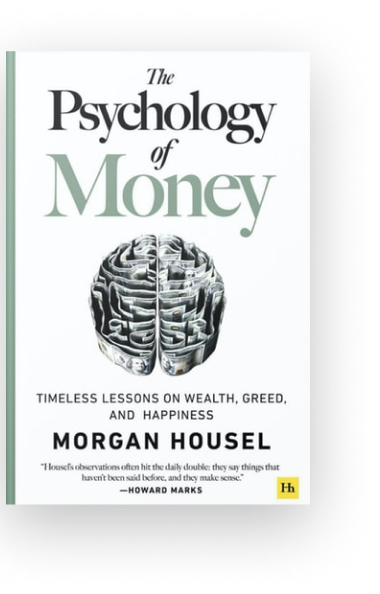 The
Psychology
of
Money
TIMELESS LESSONS ON WEALTH, GREED,
AND HAPPINESS
MORGAN HOUSEL
“Housel’s observations often hit the daily double: they say things that
haven’t been said before, and they make sense.”
—HOWARD MARKS
Hh